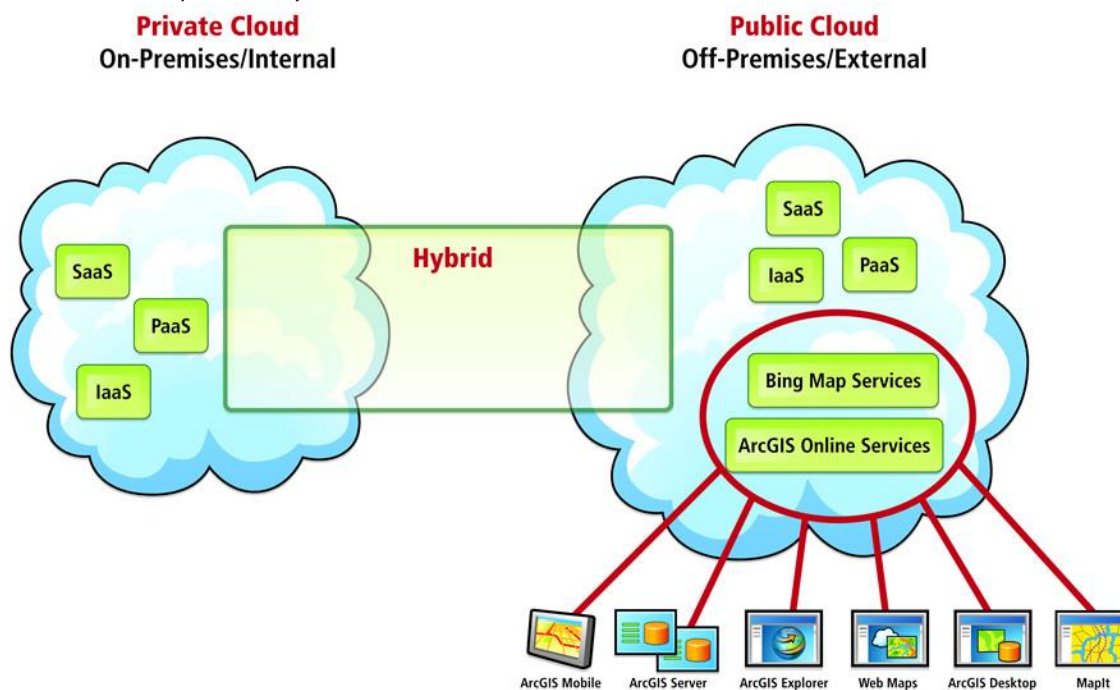 Private Cloud
On-Premises/Internal
Public Cloud
Off-Premises/External
SaaS
PaaS
IaaS
Hybrid
SaaS
IaaS
PaaS
Bing Map Services
ArcGIS Online Services
ArcGIS Mobile
ArcGIS Server
ArcGIS Explorer
Web Maps
ArcGIS Desktop
MapIt